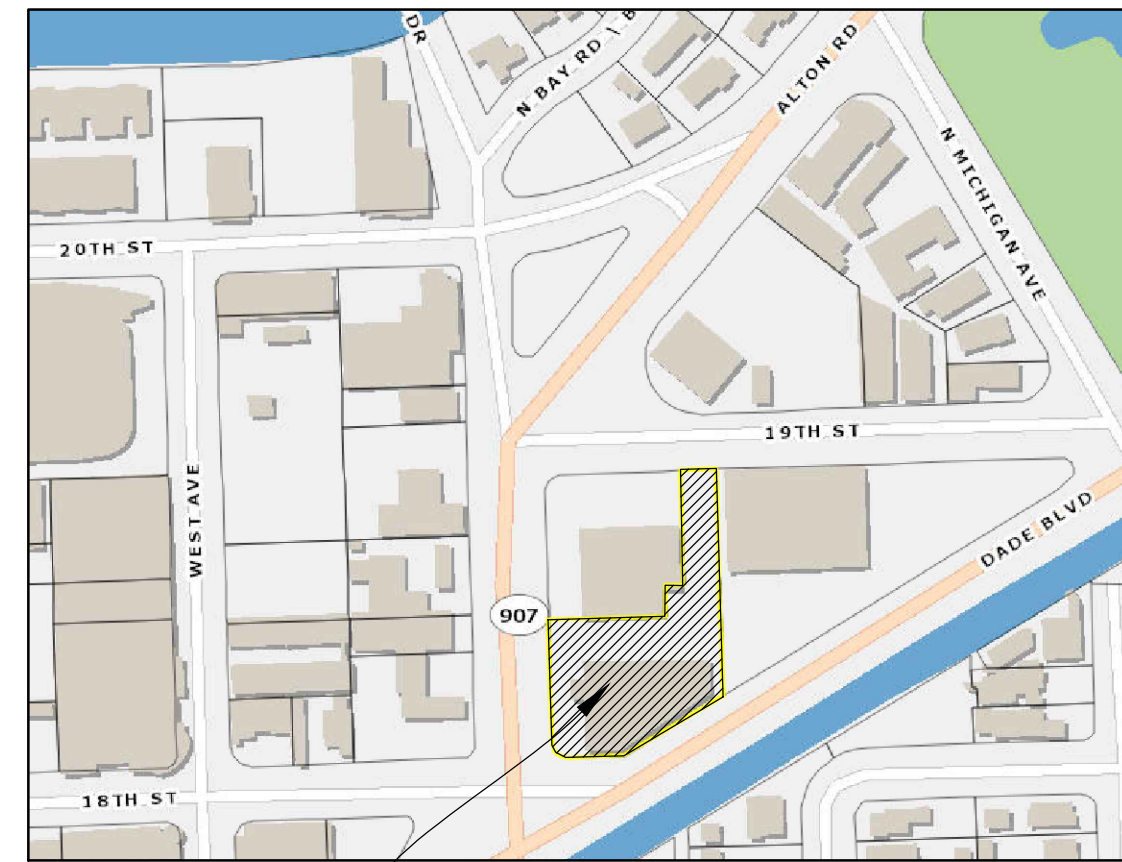 DR
N BAY RD \ B
ALTON RD
N MICHIGAN AVE
20TH ST
19TH ST
WEST AVE
DADE BLVD
907
18TH ST